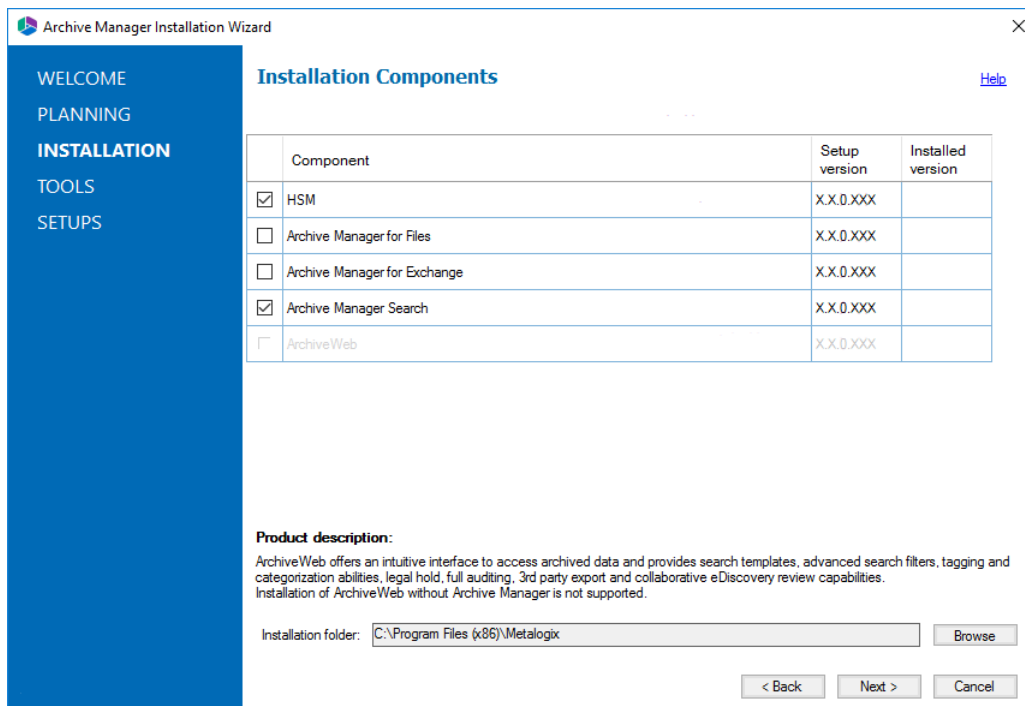 Archive Manager Installation Wizard
WELCOME
PLANNING
INSTALLATION
TOOLS
SETUPS
Installation Components
Help
Component
Setup version
Installed version
HSM X.X.0.XXX
Archive Manager for Files X.X.0.XXX
Archive Manager for Exchange X.X.0.XXX
Archive Manager Search X.X.0.XXX
ArchiveWeb X.X.0.XXX
Product description:
ArchiveWeb offers an intuitive interface to access archived data and provides search templates, advanced search filters, tagging and
categorization abilities, legal hold, full auditing, 3rd party export and collaborative eDiscovery review capabilities.
Installation of ArchiveWeb without Archive Manager is not supported.
Installation folder: C:\Program Files (x86)\Metalogix Browse
< Back Next > Cancel